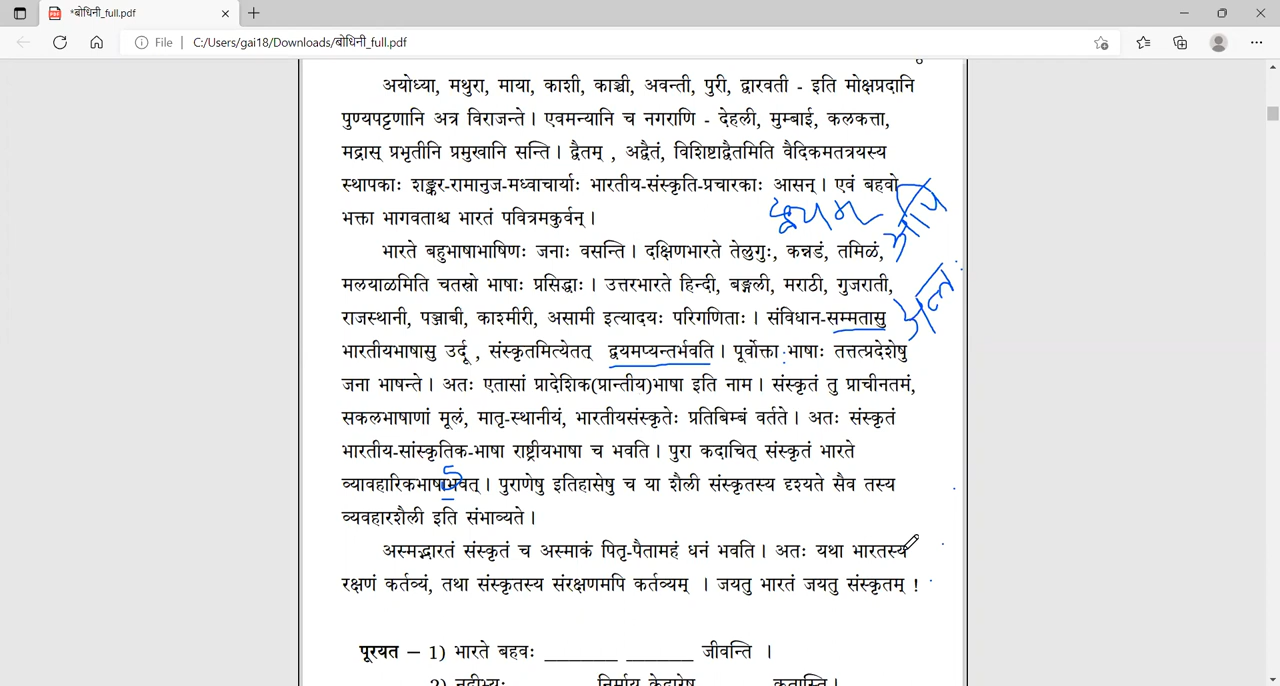 *बोधिनी_full.pdf
File
C:/Users/gai18/Downloads/बोधिनी_full.pdf
अयोध्या, मथुरा, माया, काशी, काञ्ची, अवन्ती, पुरी, द्वारवती - इति मोक्षप्रदानि
पुण्यपट्टणानि अत्र विराजन्ते । एवमन्यानि च नगराणि - देहली, मुम्बाई, कलकत्ता,
मद्रास् प्रभृतीनि प्रमुखानि सन्ति । द्वैतम् , अद्वैतं, विशिष्टाद्वैतमिति वैदिकमतत्रयस्य
स्थापकाः शङ्कर-रामानुज-मध्वाचार्याः भारतीय-संस्कृति-प्रचारकाः आसन् । एवं बहवो
भक्ता भागवताश्च भारतं पवित्रमकुर्वन् ।
द्वयम् अपि
अन्तः
भारते बहुभाषाभाषिणः जनाः वसन्ति । दक्षिणभारते तेलुगुः, कन्नडं, तमिळं,
मलयाळमिति चतस्रो भाषाः प्रसिद्धाः । उत्तरभारते हिन्दी, बङ्गली, मराठी, गुजराती,
राजस्थानी, पञ्जाबी, काश्मीरी, असामी इत्यादयः परिगणिताः । संविधान-सम्मतासु
भारतीयभाषासु उर्दू , संस्कृतमित्येतत् द्वयमप्यन्तर्भवति । पूर्वोक्ता भाषाः तत्तत्प्रदेशेषु
जना भाषन्ते । अतः एतासां प्रादेशिक(प्रान्तीय)भाषा इति नाम । संस्कृतं तु प्राचीनतमं,
सकलभाषाणां मूलं, मातृ-स्थानीयं, भारतीयसंस्कृतेः प्रतिबिम्बं वर्तते । अतः संस्कृतं
भारतीय-सांस्कृतिक-भाषा राष्ट्रीयभाषा च भवति । पुरा कदाचित् संस्कृतं भारते
व्यावहारिकभाषाऽभवत् । पुराणेषु इतिहासेषु च या शैली संस्कृतस्य दृश्यते सैव तस्य
व्यवहारशैली इति संभाव्यते ।
अस्मद्भारतं संस्कृतं च अस्माकं पितृ-पैतामहं धनं भवति । अतः यथा भारतस्य
रक्षणं कर्तव्यं, तथा संस्कृतस्य संरक्षणमपि कर्तव्यम् । जयतु भारतं जयतु संस्कृतम् !
पूरयत – 1) भारते बहवः ______ ______ जीवन्ति ।